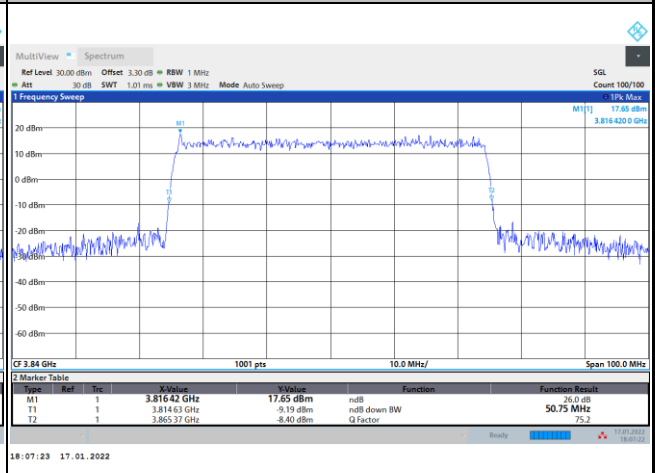 MultiView Spectrum
Ref Level 30.00 dBm Offset 3.30 dB RBW 1 MHz SGL
Att 30 dB SWT 1.01 ms VBW 3 MHz Mode Auto Sweep Count 100/100
1 Frequency Sweep 1Pk Max
M1[1] 17.65 dBm
3.816 420 0 GHz
M1
20 dBm
10 dBm
0 dBm
T1 T2
-10 dBm
-20 dBm
-30 dBm
-40 dBm
-50 dBm
-60 dBm
CF 3.84 GHz 1001 pts 10.0 MHz/ Span 100.0 MHz
2 Marker Table
Type Ref Trc X-Value Y-Value Function Function Result
M1 1 3.816 42 GHz 17.65 dBm ndB 26.0 dB
T1 1 3.814 63 GHz -9.19 dBm ndB down BW 50.75 MHz
T2 1 3.865 37 GHz -8.40 dBm Q Factor 75.2
Ready 17.01.2022
18:07:22
18:07:23 17.01.2022